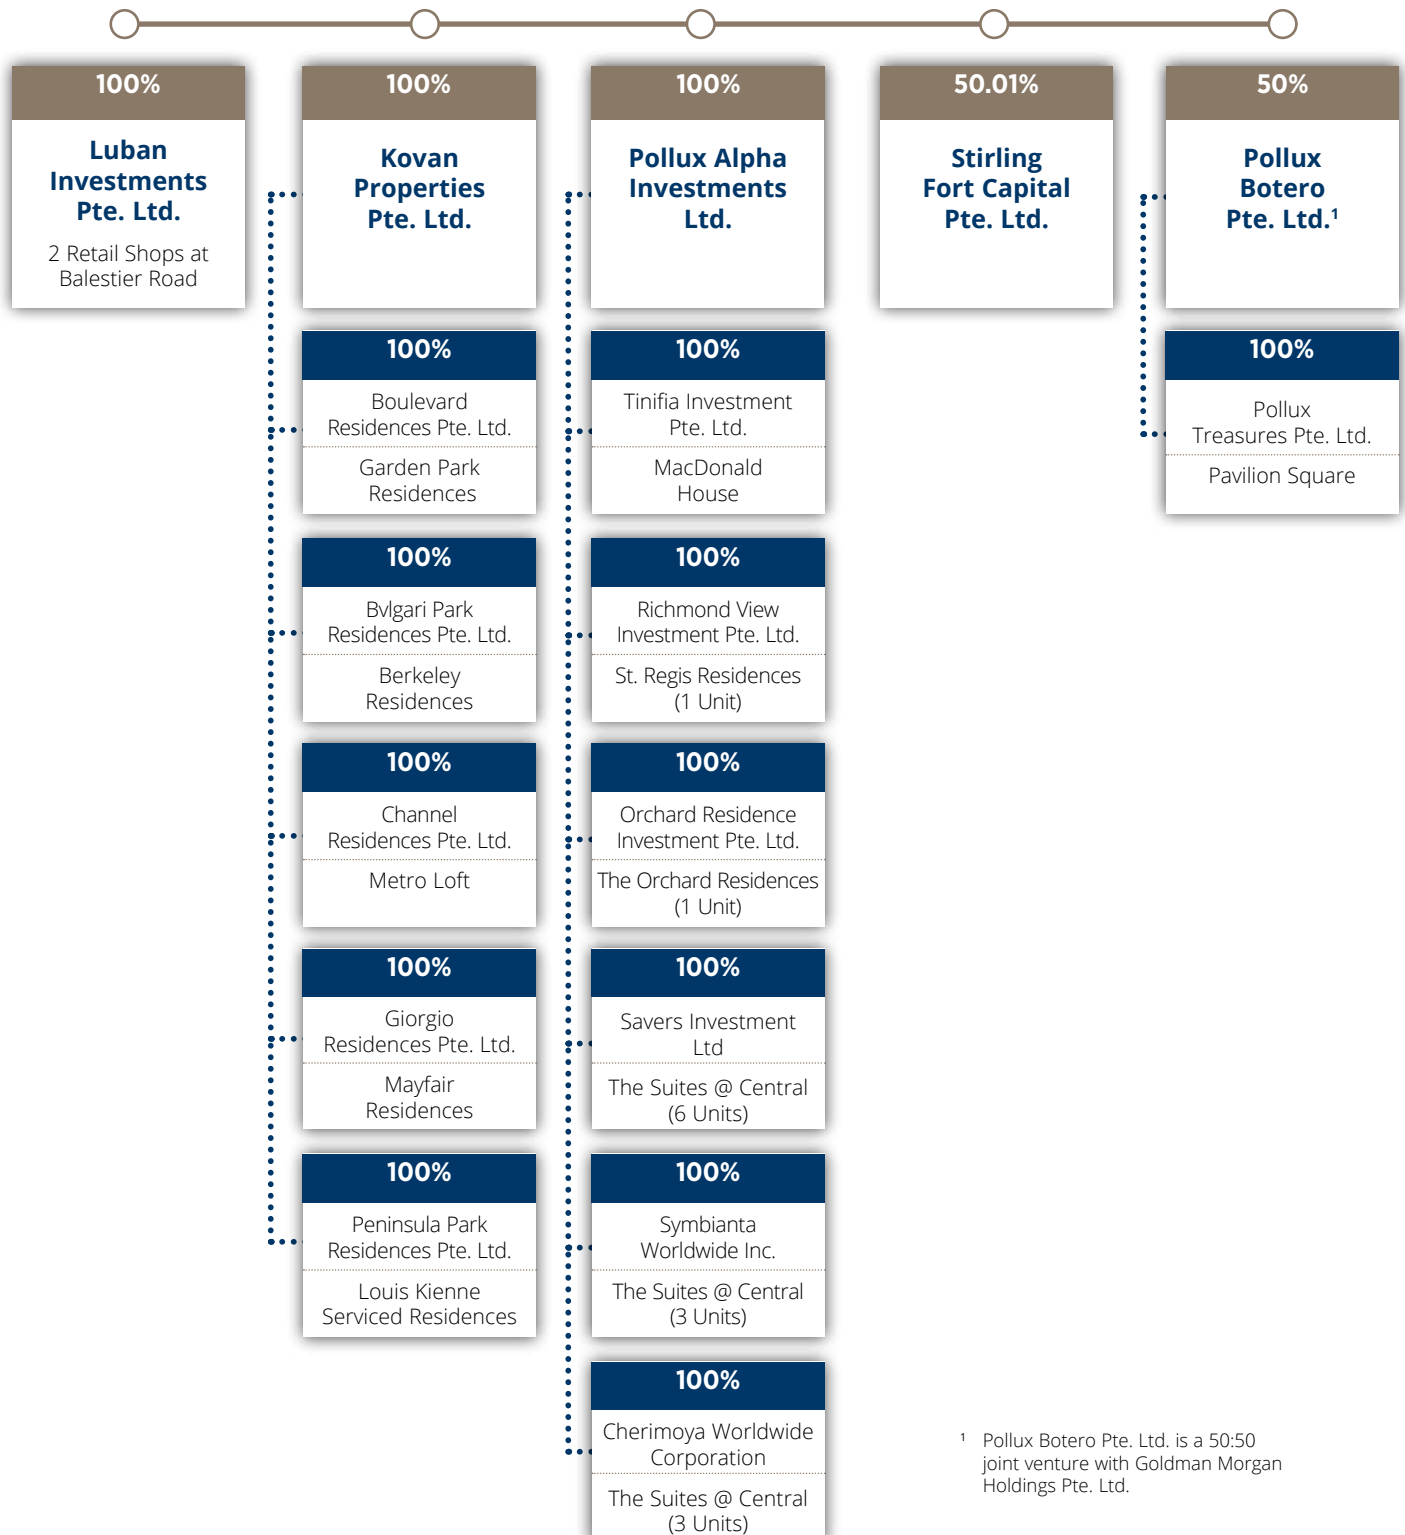 100%
Luban
Investments
Pte. Ltd.
2 Retail Shops at
Balestier Road
100%
Kovan
Properties
Pte. Ltd.
100%
Boulevard
Residences Pte. Ltd.
Garden Park
Residences
100%
Bvlgari Park
Residences Pte. Ltd.
Berkeley
Residences
100%
Channel
Residences Pte. Ltd.
Metro Loft
100%
Giorgio
Residences Pte. Ltd.
Mayfair
Residences
100%
Peninsula Park
Residences Pte. Ltd.
Louis Kienne
Serviced Residences
100%
Pollux Alpha
Investments
Ltd.
100%
Tinifia Investment
Pte. Ltd.
MacDonald
House
100%
Richmond View
Investment Pte. Ltd.
St. Regis Residences
(1 Unit)
100%
Orchard Residence
Investment Pte. Ltd.
The Orchard Residences
(1 Unit)
100%
Savers Investment
Ltd
The Suites @ Central
(6 Units)
100%
Symbianta
Worldwide Inc.
The Suites @ Central
(3 Units)
100%
Cherimoya Worldwide
Corporation
The Suites @ Central
(3 Units)
50.01%
Stirling
Fort Capital
Pte. Ltd.
50%
Pollux
Botero
Pte. Ltd.¹
100%
Pollux
Treasures Pte. Ltd.
Pavilion Square
¹ Pollux Botero Pte. Ltd. is a 50:50
joint venture with Goldman Morgan
Holdings Pte. Ltd.